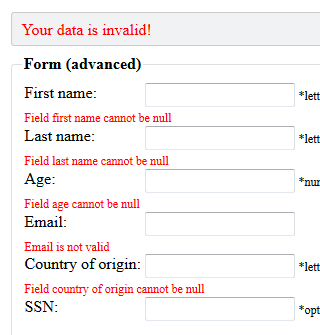 Your data is invalid!
Form (advanced)
First name: *lett
Field first name cannot be null
Last name: *lett
Field last name cannot be null
Age: *nur
Field age cannot be null
Email:
Email is not valid
Country of origin: *lett
Field country of origin cannot be null
SSN: *opt